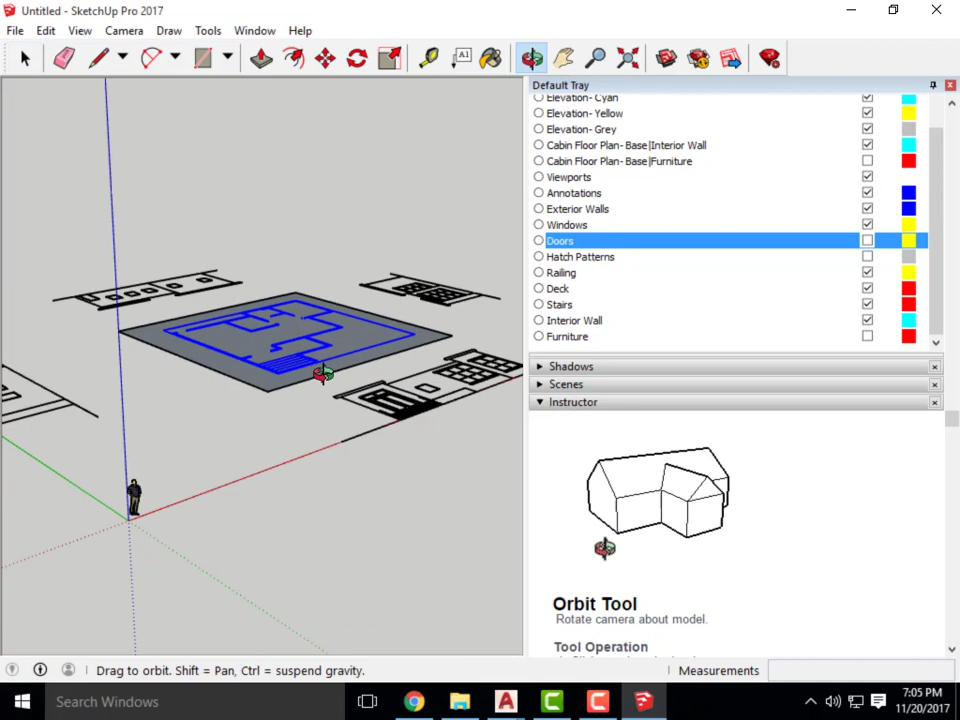 Untitled - SketchUp Pro 2017
File Edit View Camera Draw Tools Window Help
A1
Default Tray
Elevation- Cyan
Elevation- Yellow
Elevation- Grey
Cabin Floor Plan- Base|Interior Wall
Cabin Floor Plan- Base|Furniture
Viewports
Annotations
Exterior Walls
Windows
Doors
Hatch Patterns
Railing
Deck
Stairs
Interior Wall
Furniture
Shadows
Scenes
Instructor
Orbit Tool
Rotate camera about model.
Tool Operation
Drag to orbit. Shift = Pan, Ctrl = suspend gravity.
Measurements
Search Windows
7:05 PM
11/20/2017